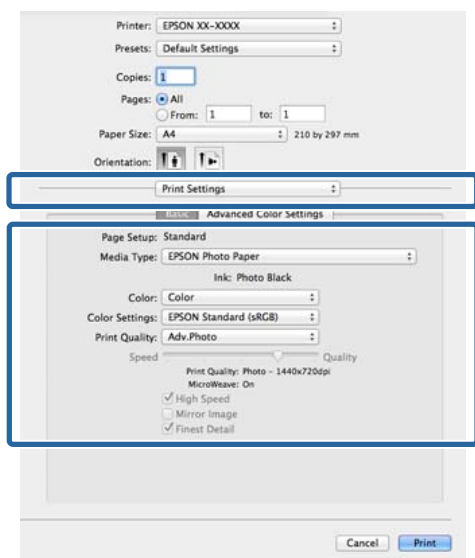 Printer: EPSON XX-XXXX
Presets: Default Settings
Copies: 1
Pages: All
From: 1 to: 1
Paper Size: A4 210 by 297 mm
Orientation:
Print Settings
Basic Advanced Color Settings
Page Setup: Standard
Media Type: EPSON Photo Paper
Ink: Photo Black
Color: Color
Color Settings: EPSON Standard (sRGB)
Print Quality: Adv.Photo
Speed Quality
Print Quality: Photo - 1440x720dpi
MicroWeave: On
High Speed
Mirror Image
Finest Detail
Cancel Print